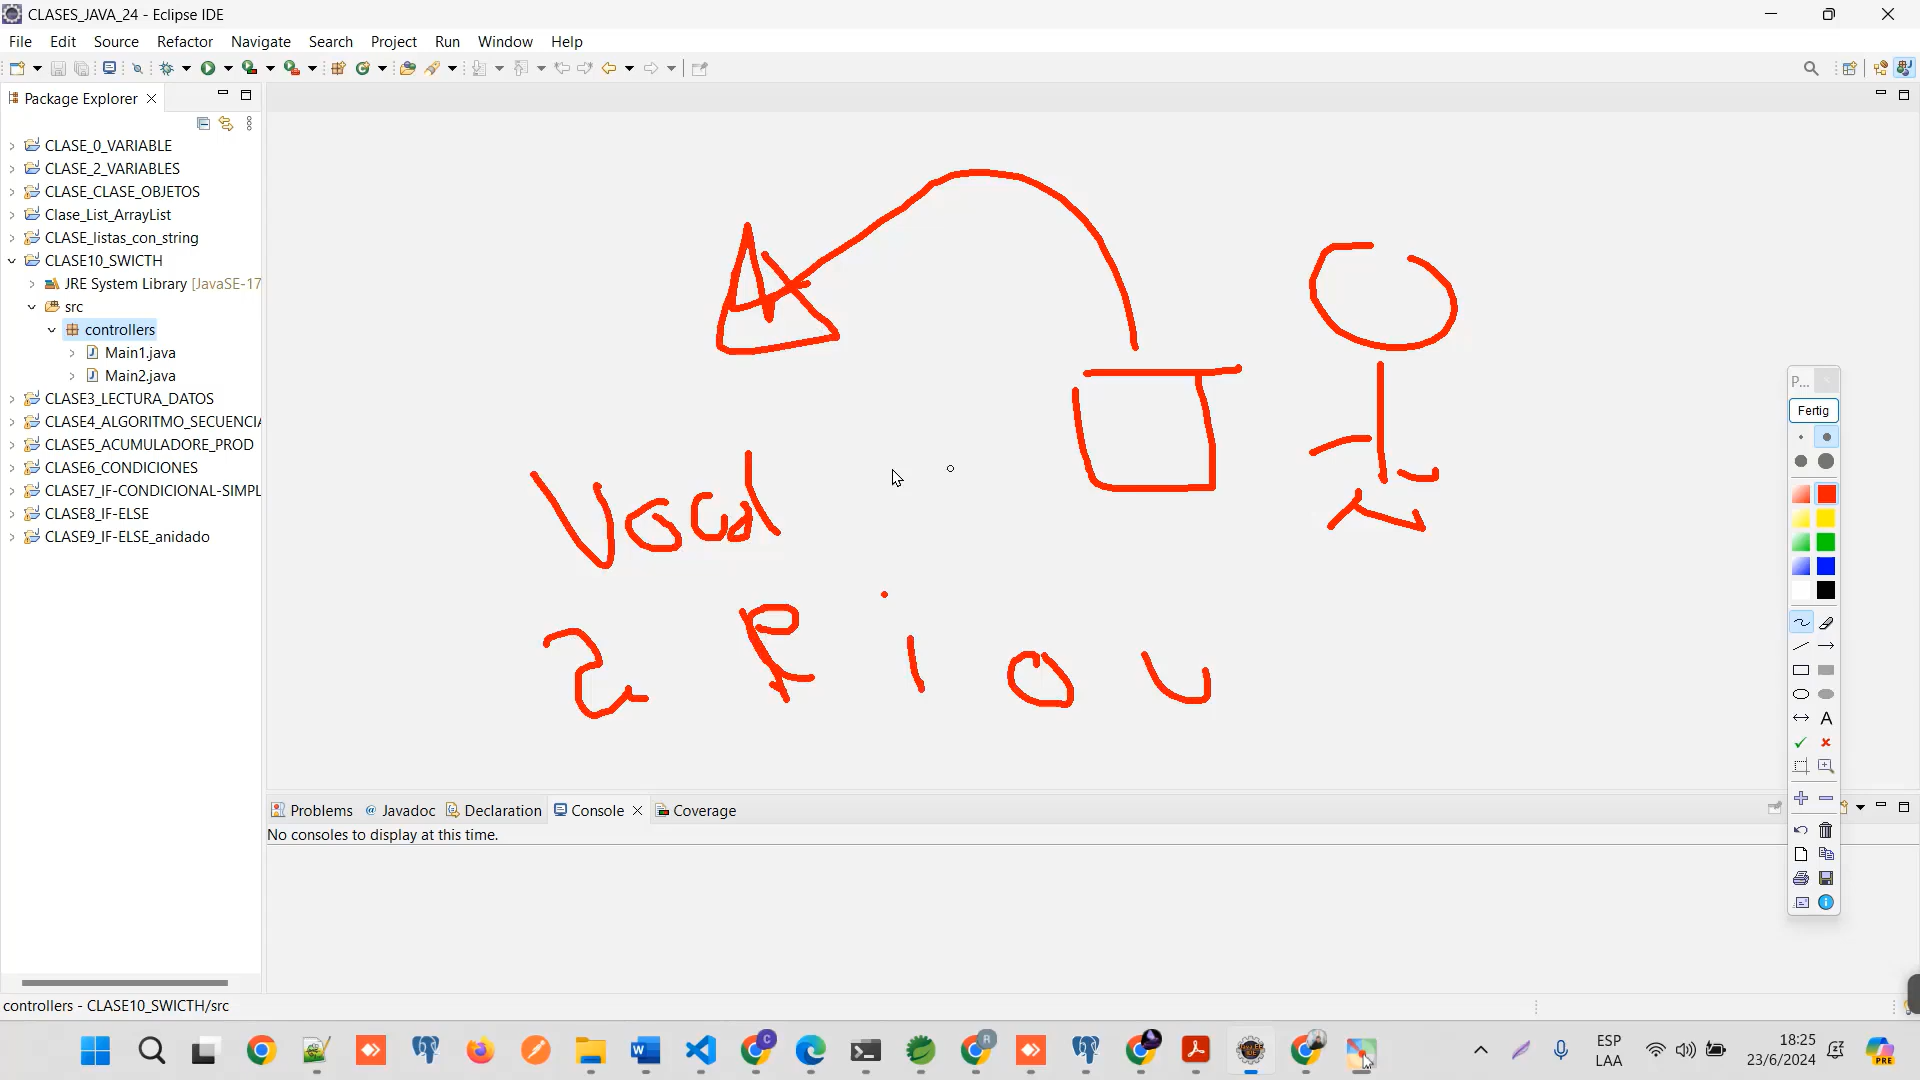 CLASES_JAVA_24 - Eclipse IDE
File Edit Source Refactor Navigate Search Project Run Window Help
Package Explorer
CLASE_0_VARIABLE
CLASE_2_VARIABLES
CLASE_CLASE_OBJETOS
Clase_List_ArrayList
CLASE_listas_con_string
CLASE10_SWICTH
JRE System Library [JavaSE-17
src
controllers
Main1.java
Main2.java
CLASE3_LECTURA_DATOS
CLASE4_ALGORITMO_SECUENCIA
CLASE5_ACUMULADORE_PROD
CLASE6_CONDICIONES
CLASE7_IF-CONDICIONAL-SIMPL
CLASE8_IF-ELSE
CLASE9_IF-ELSE_anidado
Vocal
a e i o u
P...
Fertig
A
Problems Javadoc Declaration Console Coverage
No consoles to display at this time.
controllers - CLASE10_SWICTH/src
ESP
LAA
18:25
23/6/2024